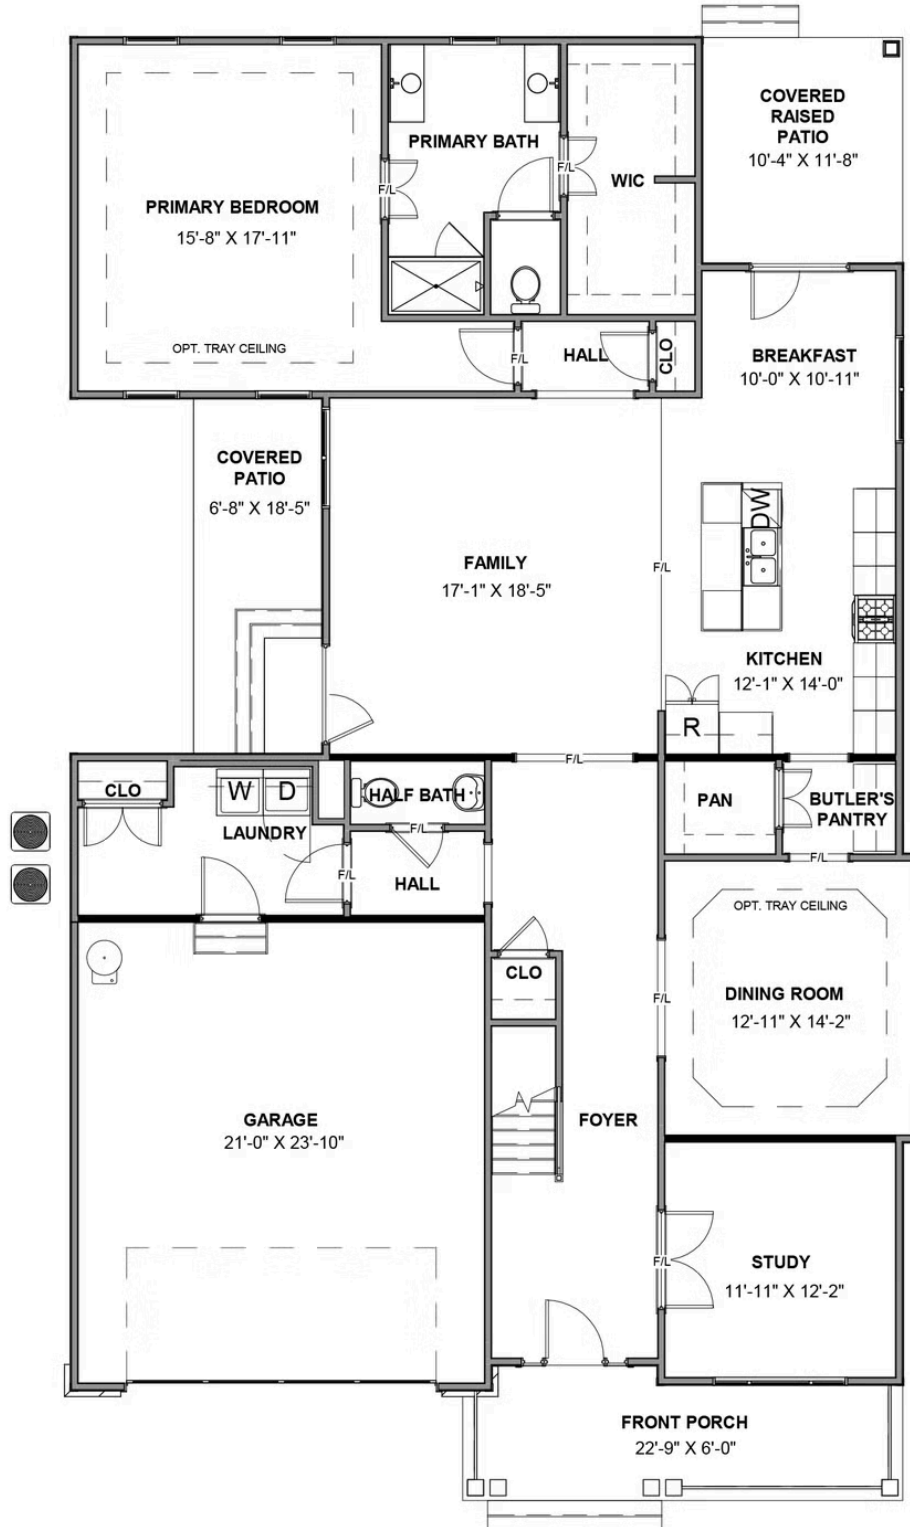 COVERED
RAISED
PATIO
10'-4" X 11'-8"
PRIMARY BATH
F/L
WIC
F/L
PRIMARY BEDROOM
15'-8" X 17'-11"
OPT. TRAY CEILING
F/L
HALL
CLO
BREAKFAST
10'-0" X 10'-11"
COVERED
PATIO
6'-8" X 18'-5"
DW
FAMILY
17'-1" X 18'-5"
F/L
KITCHEN
12'-1" X 14'-0"
R
F/L
CLO
W
D
HALF BATH
PAN
BUTLER'S
PANTRY
LAUNDRY
F/L
F/L
F/L
HALL
OPT. TRAY CEILING
CLO
DINING ROOM
12'-11" X 14'-2"
F/L
GARAGE
21'-0" X 23'-10"
FOYER
STUDY
11'-11" X 12'-2"
F/L
FRONT PORCH
22'-9" X 6'-0"